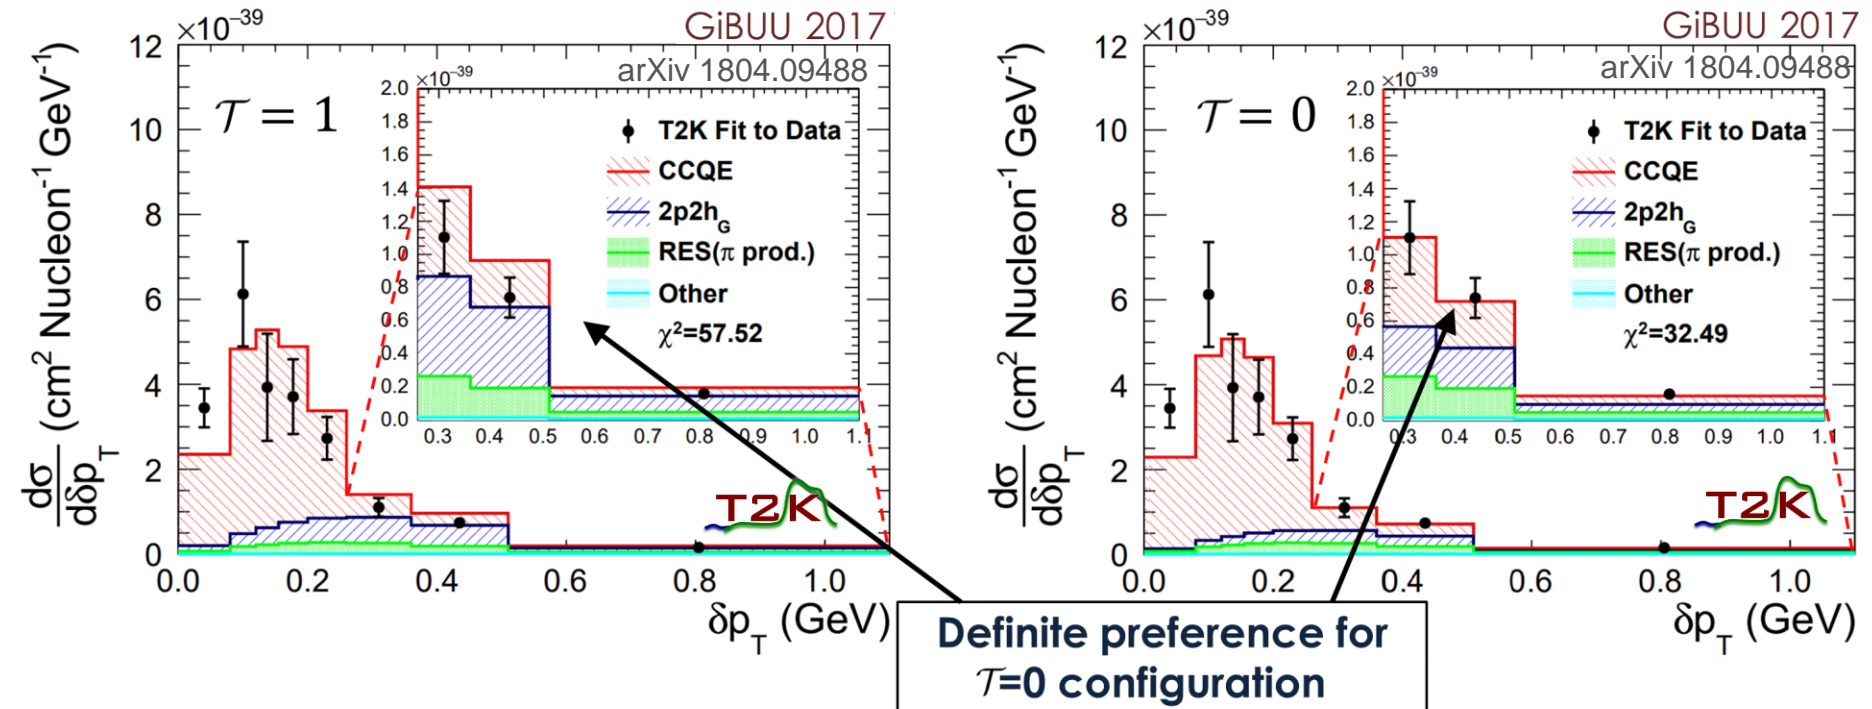 ×10⁻³⁹
GiBUU 2017
arXiv 1804.09488
𝒯 = 1
dσ/dδp_T (cm² Nucleon⁻¹ GeV⁻¹)
12
10
8
6
4
2
0
0.0 0.2 0.4 0.6 0.8 1.0
δp_T (GeV)
×10⁻³⁹
2.0
1.8
1.6
1.4
1.2
1.0
0.8
0.6
0.4
0.2
0.0
0.3 0.4 0.5 0.6 0.7 0.8 0.9 1.0 1.
T2K Fit to Data
CCQE
2p2h_G
RES(π prod.)
Other
χ²=57.52
T2K
×10⁻³⁹
GiBUU 2017
arXiv 1804.09488
𝒯 = 0
dσ/dδp_T (cm² Nucleon⁻¹ GeV⁻¹)
12
10
8
6
4
2
0
0.0 0.2 0.4 0.6 0.8 1.0
δp_T (GeV)
×10⁻³⁹
2.0
1.8
1.6
1.4
1.2
1.0
0.8
0.6
0.4
0.2
0.0
0.3 0.4 0.5 0.6 0.7 0.8 0.9 1.0 1.
T2K Fit to Data
CCQE
2p2h_G
RES(π prod.)
Other
χ²=32.49
T2K
Definite preference for
𝒯=0 configuration